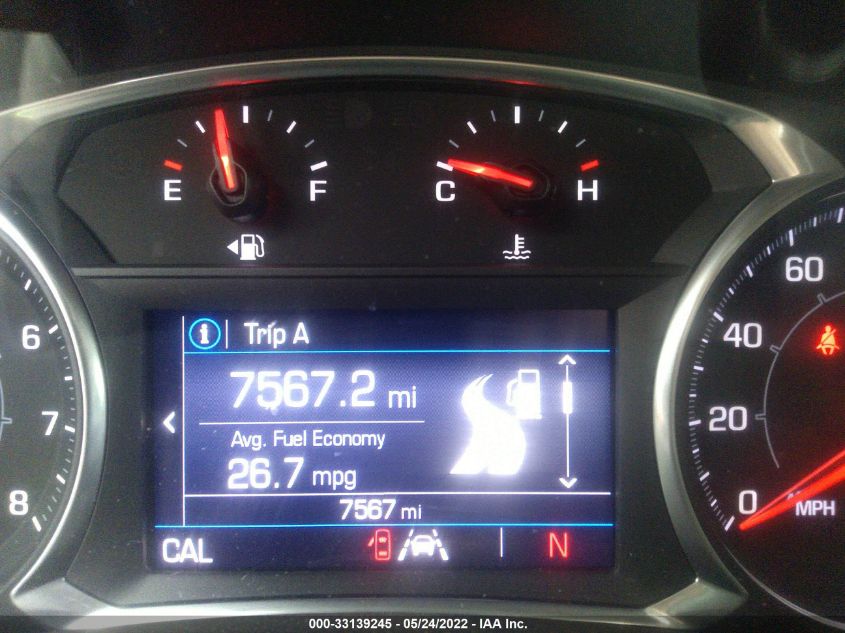 E F C H
6
7
8
i Trip A
7567.2 mi
Avg. Fuel Economy
26.7 mpg
7567 mi
CAL N
60
40
20
0 MPH
000-33139245 - 05/24/2022 - IAA Inc.